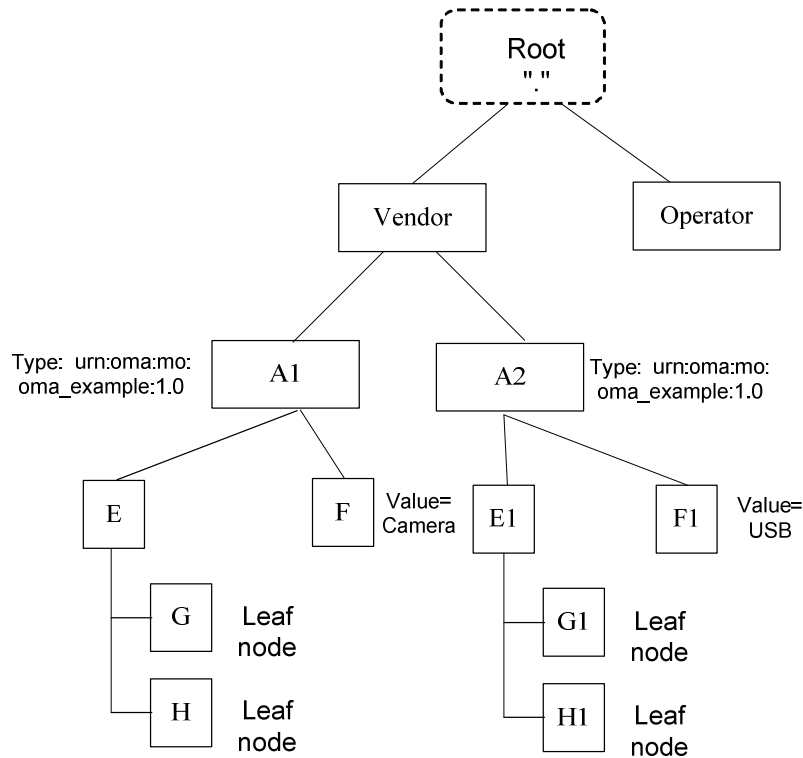 Root
"."
Vendor
Operator
Type: urn:oma:mo:
oma_example:1.0
A1
A2
Type: urn:oma:mo:
oma_example:1.0
E
F
Value=
Camera
E1
F1
Value=
USB
G
Leaf
node
G1
Leaf
node
H
Leaf
node
H1
Leaf
node